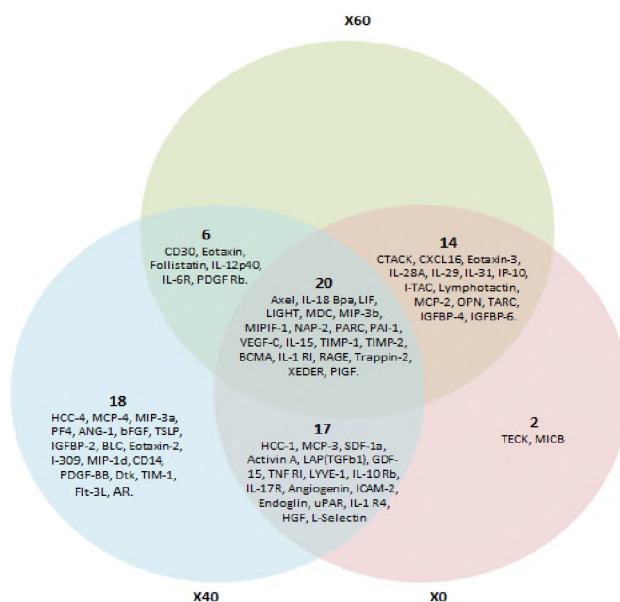 X60
6
CD30, Eotaxin,
Follistatin, IL-12p40,
IL-6R, PDGF Rb.
14
CTACK, CXCL16, Eotaxin-3,
IL-28A, IL-29, IL-31, IP-10,
I-TAC, Lymphotactin,
MCP-2, OPN, TARC,
IGFBP-4, IGFBP-6.
20
Axel, IL-18 Bpa, LIF,
LIGHT, MDC, MIP-3b,
MIPIF-1, NAP-2, PARC, PAI-1,
VEGF-C, IL-15, TIMP-1, TIMP-2,
BCMA, IL-1 RI, RAGE, Trappin-2,
XEDER, PIGF.
18
HCC-4, MCP-4, MIP-3a,
PF4, ANG-1, bFGF, TSLP,
IGFBP-2, BLC, Eotaxin-2,
I-309, MIP-1d, CD14,
PDGF-BB, Dtk, TIM-1,
Flt-3L, AR.
17
HCC-1, MCP-3, SDF-1a,
Activin A, LAP(TGFb1), GDF-
15, TNF RI, LYVE-1, IL-10 Rb,
IL-17R, Angiogenin, ICAM-2,
Endoglin, uPAR, IL-1 R4,
HGF, L-Selectin
2
TECK, MICB
X40
X0